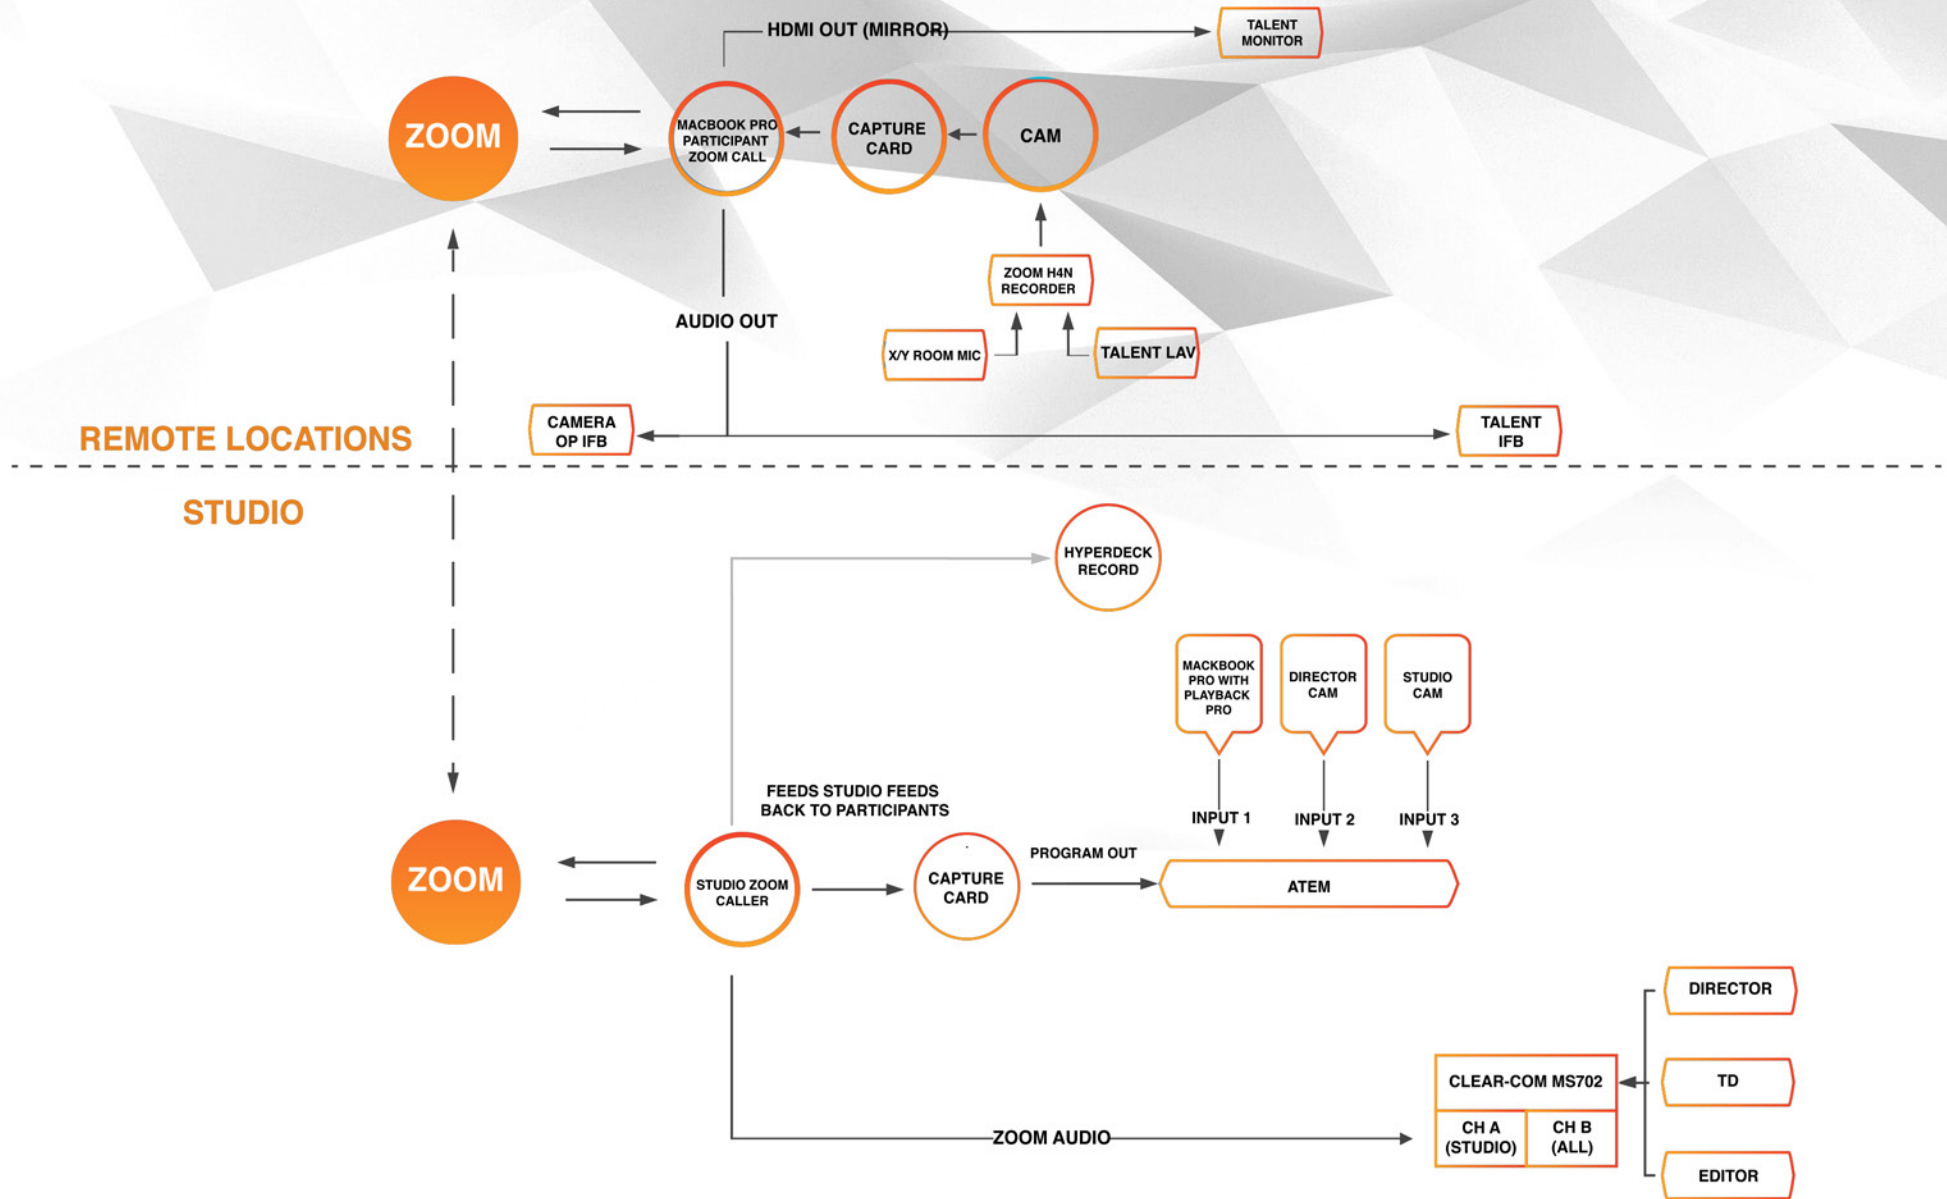 HDMI OUT (MIRROR)
TALENT
MONITOR
ZOOM
MACBOOK PRO
PARTICIPANT
ZOOM CALL
CAPTURE
CARD
CAM
ZOOM H4N
RECORDER
AUDIO OUT
X/Y ROOM MIC
TALENT LAV
CAMERA
OP IFB
TALENT
IFB
REMOTE LOCATIONS
STUDIO
HYPERDECK
RECORD
MACKBOOK
PRO WITH
PLAYBACK
PRO
DIRECTOR
CAM
STUDIO
CAM
FEEDS STUDIO FEEDS
BACK TO PARTICIPANTS
INPUT 1
INPUT 2
INPUT 3
ZOOM
STUDIO ZOOM
CALLER
CAPTURE
CARD
PROGRAM OUT
ATEM
DIRECTOR
CLEAR-COM MS702
TD
CH A
(STUDIO)
CH B
(ALL)
ZOOM AUDIO
EDITOR